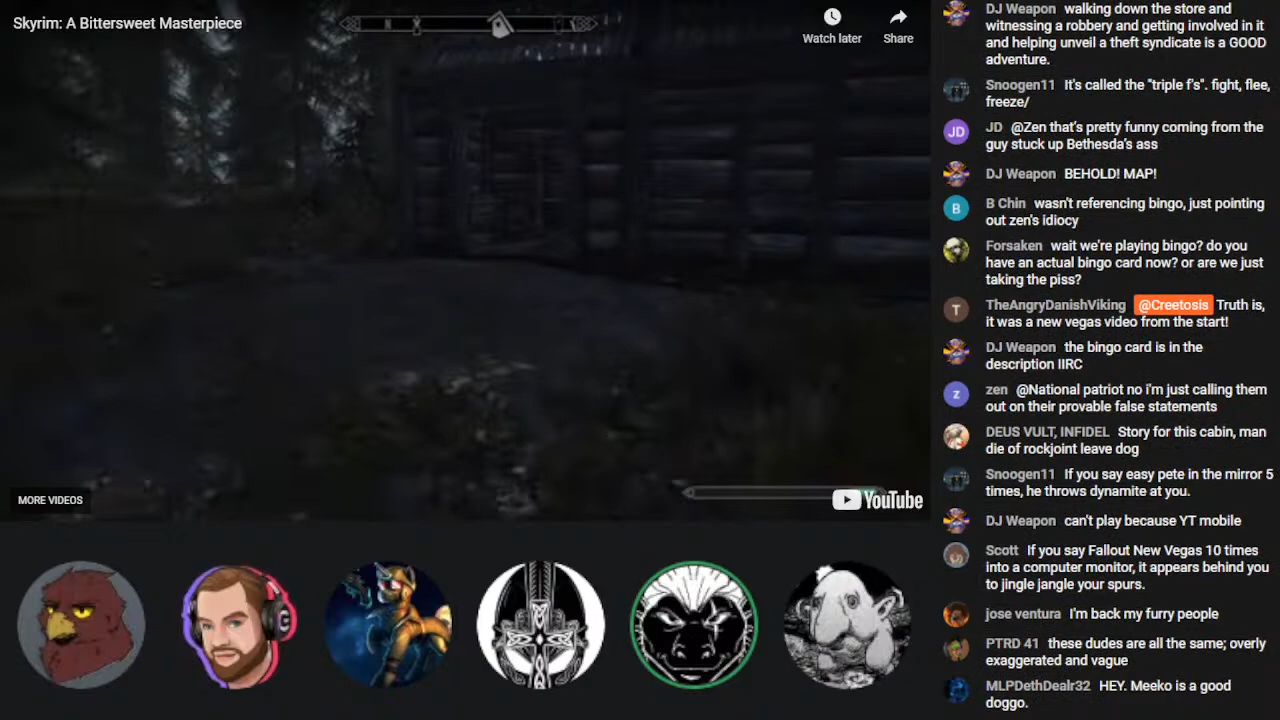 Skyrim: A Bittersweet Masterpiece
N
Watch later
Share
MORE VIDEOS
YouTube
DJ Weapon walking down the store and
witnessing a robbery and getting involved in it
and helping unveil a theft syndicate is a GOOD
adventure.
Snoogen11 It's called the "triple f's". fight, flee,
freeze/
JD
JD @Zen that's pretty funny coming from the
guy stuck up Bethesda's ass
DJ Weapon BEHOLD! MAP!
B
B Chin wasn't referencing bingo, just pointing
out zen's idiocy
Forsaken wait we're playing bingo? do you
have an actual bingo card now? or are we just
taking the piss?
T
TheAngryDanishViking @Creetosis Truth is,
it was a new vegas video from the start!
DJ Weapon the bingo card is in the
description IIRC
z
zen @National patriot no i'm just calling them
out on their provable false statements
DEUS VULT, INFIDEL Story for this cabin, man
die of rockjoint leave dog
Snoogen11 If you say easy pete in the mirror 5
times, he throws dynamite at you.
DJ Weapon can't play because YT mobile
Scott If you say Fallout New Vegas 10 times
into a computer monitor, it appears behind you
to jingle jangle your spurs.
jose ventura I'm back my furry people
PTRD 41 these dudes are all the same; overly
exaggerated and vague
MLPDethDealr32 HEY. Meeko is a good
doggo.